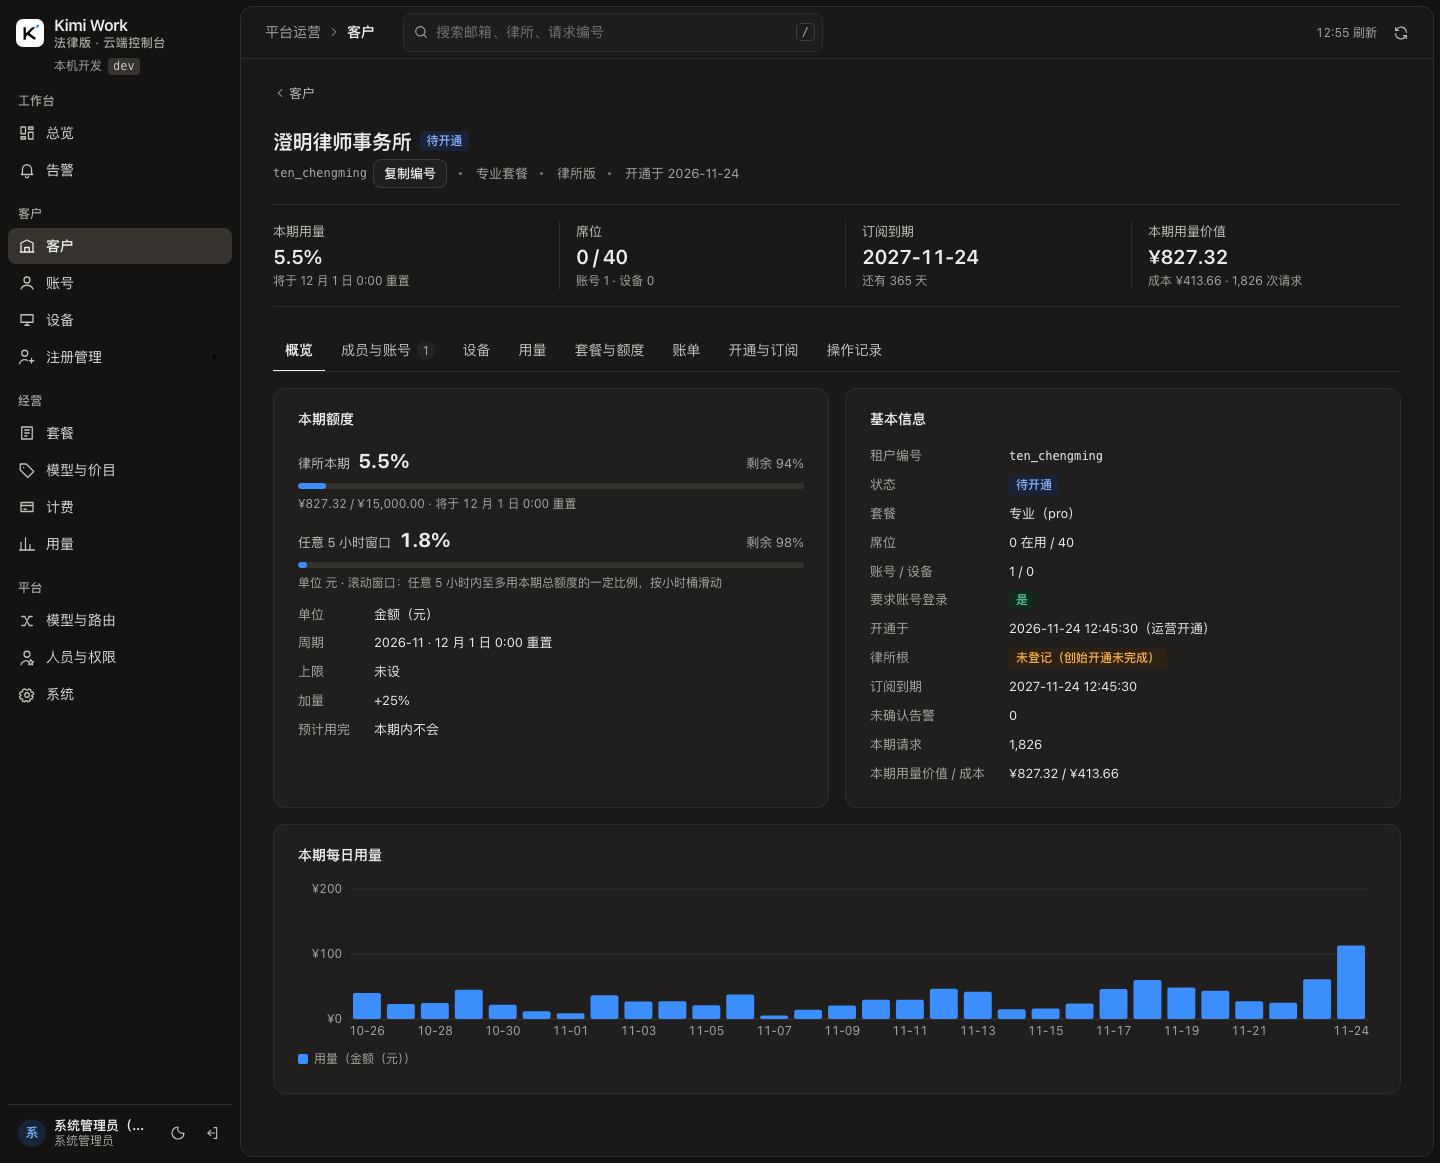 Kimi Work
法律版 · 云端控制台
本机开发 dev
工作台
总览
告警
客户
客户
账号
设备
注册管理
经营
套餐
模型与价目
计费
用量
平台
模型与路由
人员与权限
系统
系 系统管理员（...
系统管理员
平台运营 > 客户
搜索邮箱、律所、请求编号 /
12:55 刷新
< 客户
澄明律师事务所 待开通
ten_chengming 复制编号 • 专业套餐 • 律所版 • 开通于 2026-11-24
本期用量
5.5%
将于 12 月 1 日 0:00 重置
席位
0 / 40
账号 1 · 设备 0
订阅到期
2027-11-24
还有 365 天
本期用量价值
¥827.32
成本 ¥413.66 · 1,826 次请求
概览 成员与账号 1 设备 用量 套餐与额度 账单 开通与订阅 操作记录
本期额度
律所本期 5.5% 剩余 94%
¥827.32 / ¥15,000.00 · 将于 12 月 1 日 0:00 重置
任意 5 小时窗口 1.8% 剩余 98%
单位 元 · 滚动窗口：任意 5 小时内至多用本期总额度的一定比例，按小时桶滑动
单位 金额（元）
周期 2026-11 · 12 月 1 日 0:00 重置
上限 未设
加量 +25%
预计用完 本期内不会
基本信息
租户编号 ten_chengming
状态 待开通
套餐 专业（pro）
席位 0 在用 / 40
账号 / 设备 1 / 0
要求账号登录 是
开通于 2026-11-24 12:45:30（运营开通）
律所根 未登记（创始开通未完成）
订阅到期 2027-11-24 12:45:30
未确认告警 0
本期请求 1,826
本期用量价值 / 成本 ¥827.32 / ¥413.66
本期每日用量
¥200
¥100
¥0
10-26 10-28 10-30 11-01 11-03 11-05 11-07 11-09 11-11 11-13 11-15 11-17 11-19 11-21 11-24
用量（金额（元））